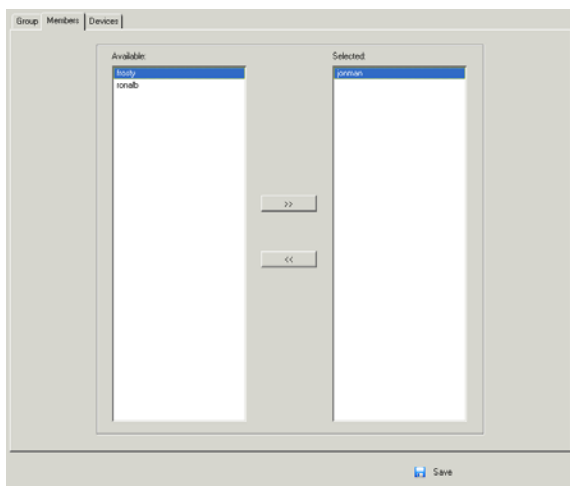 Group Members Devices
Available: Selected:
frosty jonman
ronalb
>>
<<
Save